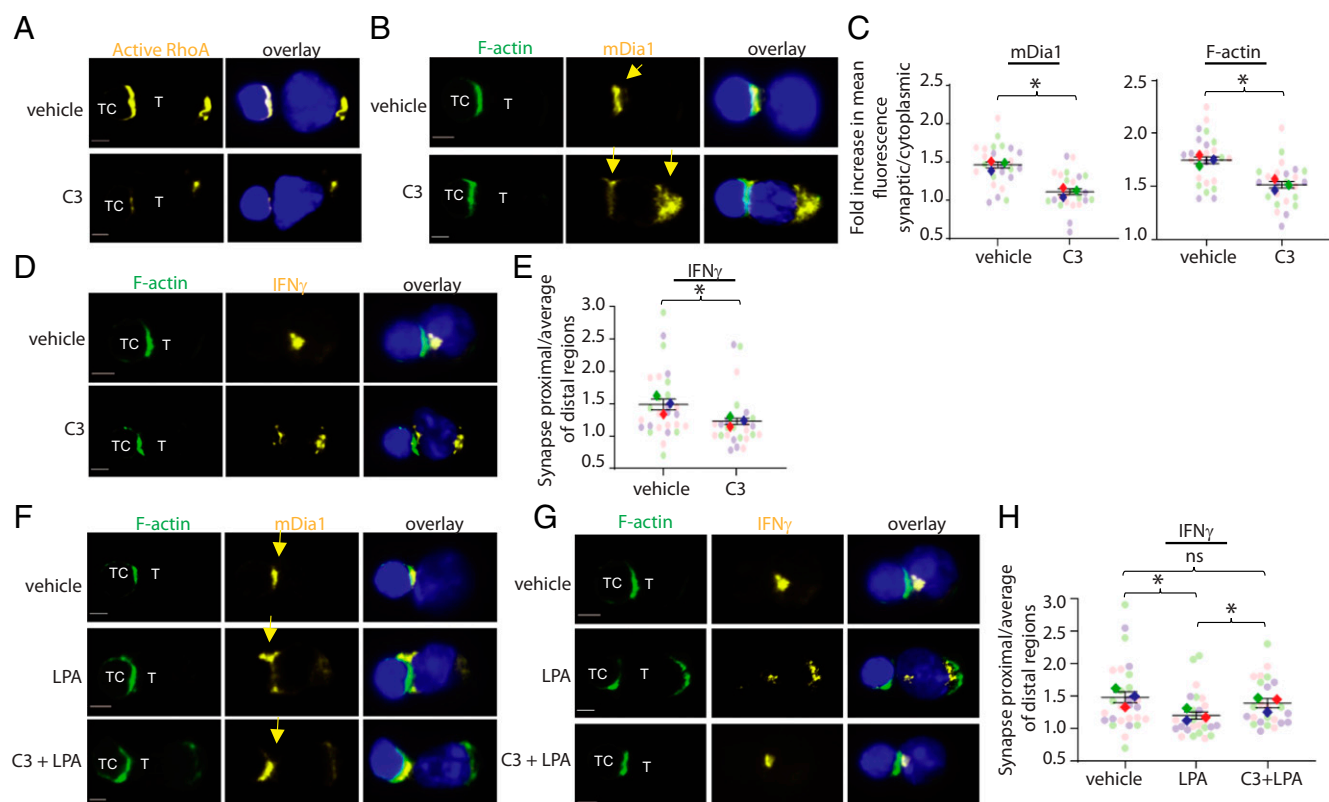 A
Active RhoA overlay
vehicle
TC T
C3
TC T
B
F-actin mDia1 overlay
vehicle
TC T
C3
TC T
C
mDia1 F-actin
Fold increase in mean
fluorescence
synaptic/cytoplasmic
* *
2.5
2.0
1.5
1.0
0.5
vehicle C3
2.5
2.0
1.5
1.0
vehicle C3
D
F-actin IFNγ overlay
vehicle
TC T
C3
TC T
E
IFNγ
*
Synapse proximal/average
of distal regions
3.0
2.5
2.0
1.5
1.0
0.5
vehicle C3
F
F-actin mDia1 overlay
vehicle
TC T
LPA
TC T
C3 + LPA
TC T
G
F-actin IFNγ overlay
vehicle
TC T
LPA
TC T
C3 + LPA
TC T
H
IFNγ
ns
* *
Synapse proximal/average
of distal regions
3.0
2.5
2.0
1.5
1.0
0.5
vehicle LPA C3+LPA